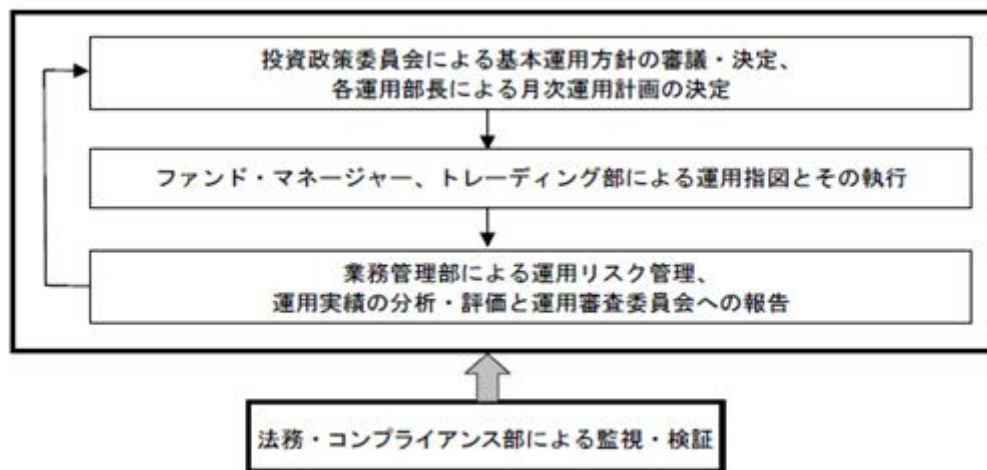 投資政策委員会による基本運用方針の審議・決定、
各運用部長による月次運用計画の決定
ファンド・マネージャー、トレーディング部による運用指図とその執行
業務管理部による運用リスク管理、
運用実績の分析・評価と運用審査委員会への報告
法務・コンプライアンス部による監視・検証